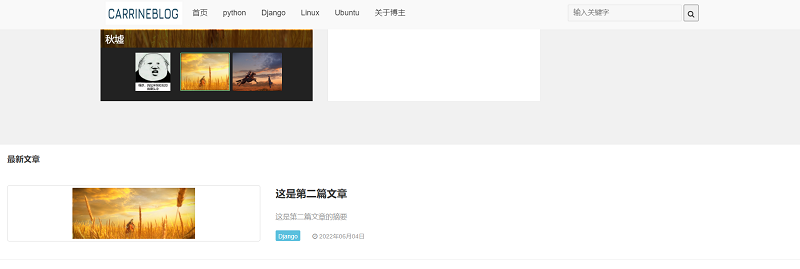 CARRINEBLOG 首页 python Django Linux Ubuntu 关于博主 输入关键字
秋墟
最新文章
这是第二篇文章
这是第二篇文章的摘要
Django 2022年06月04日